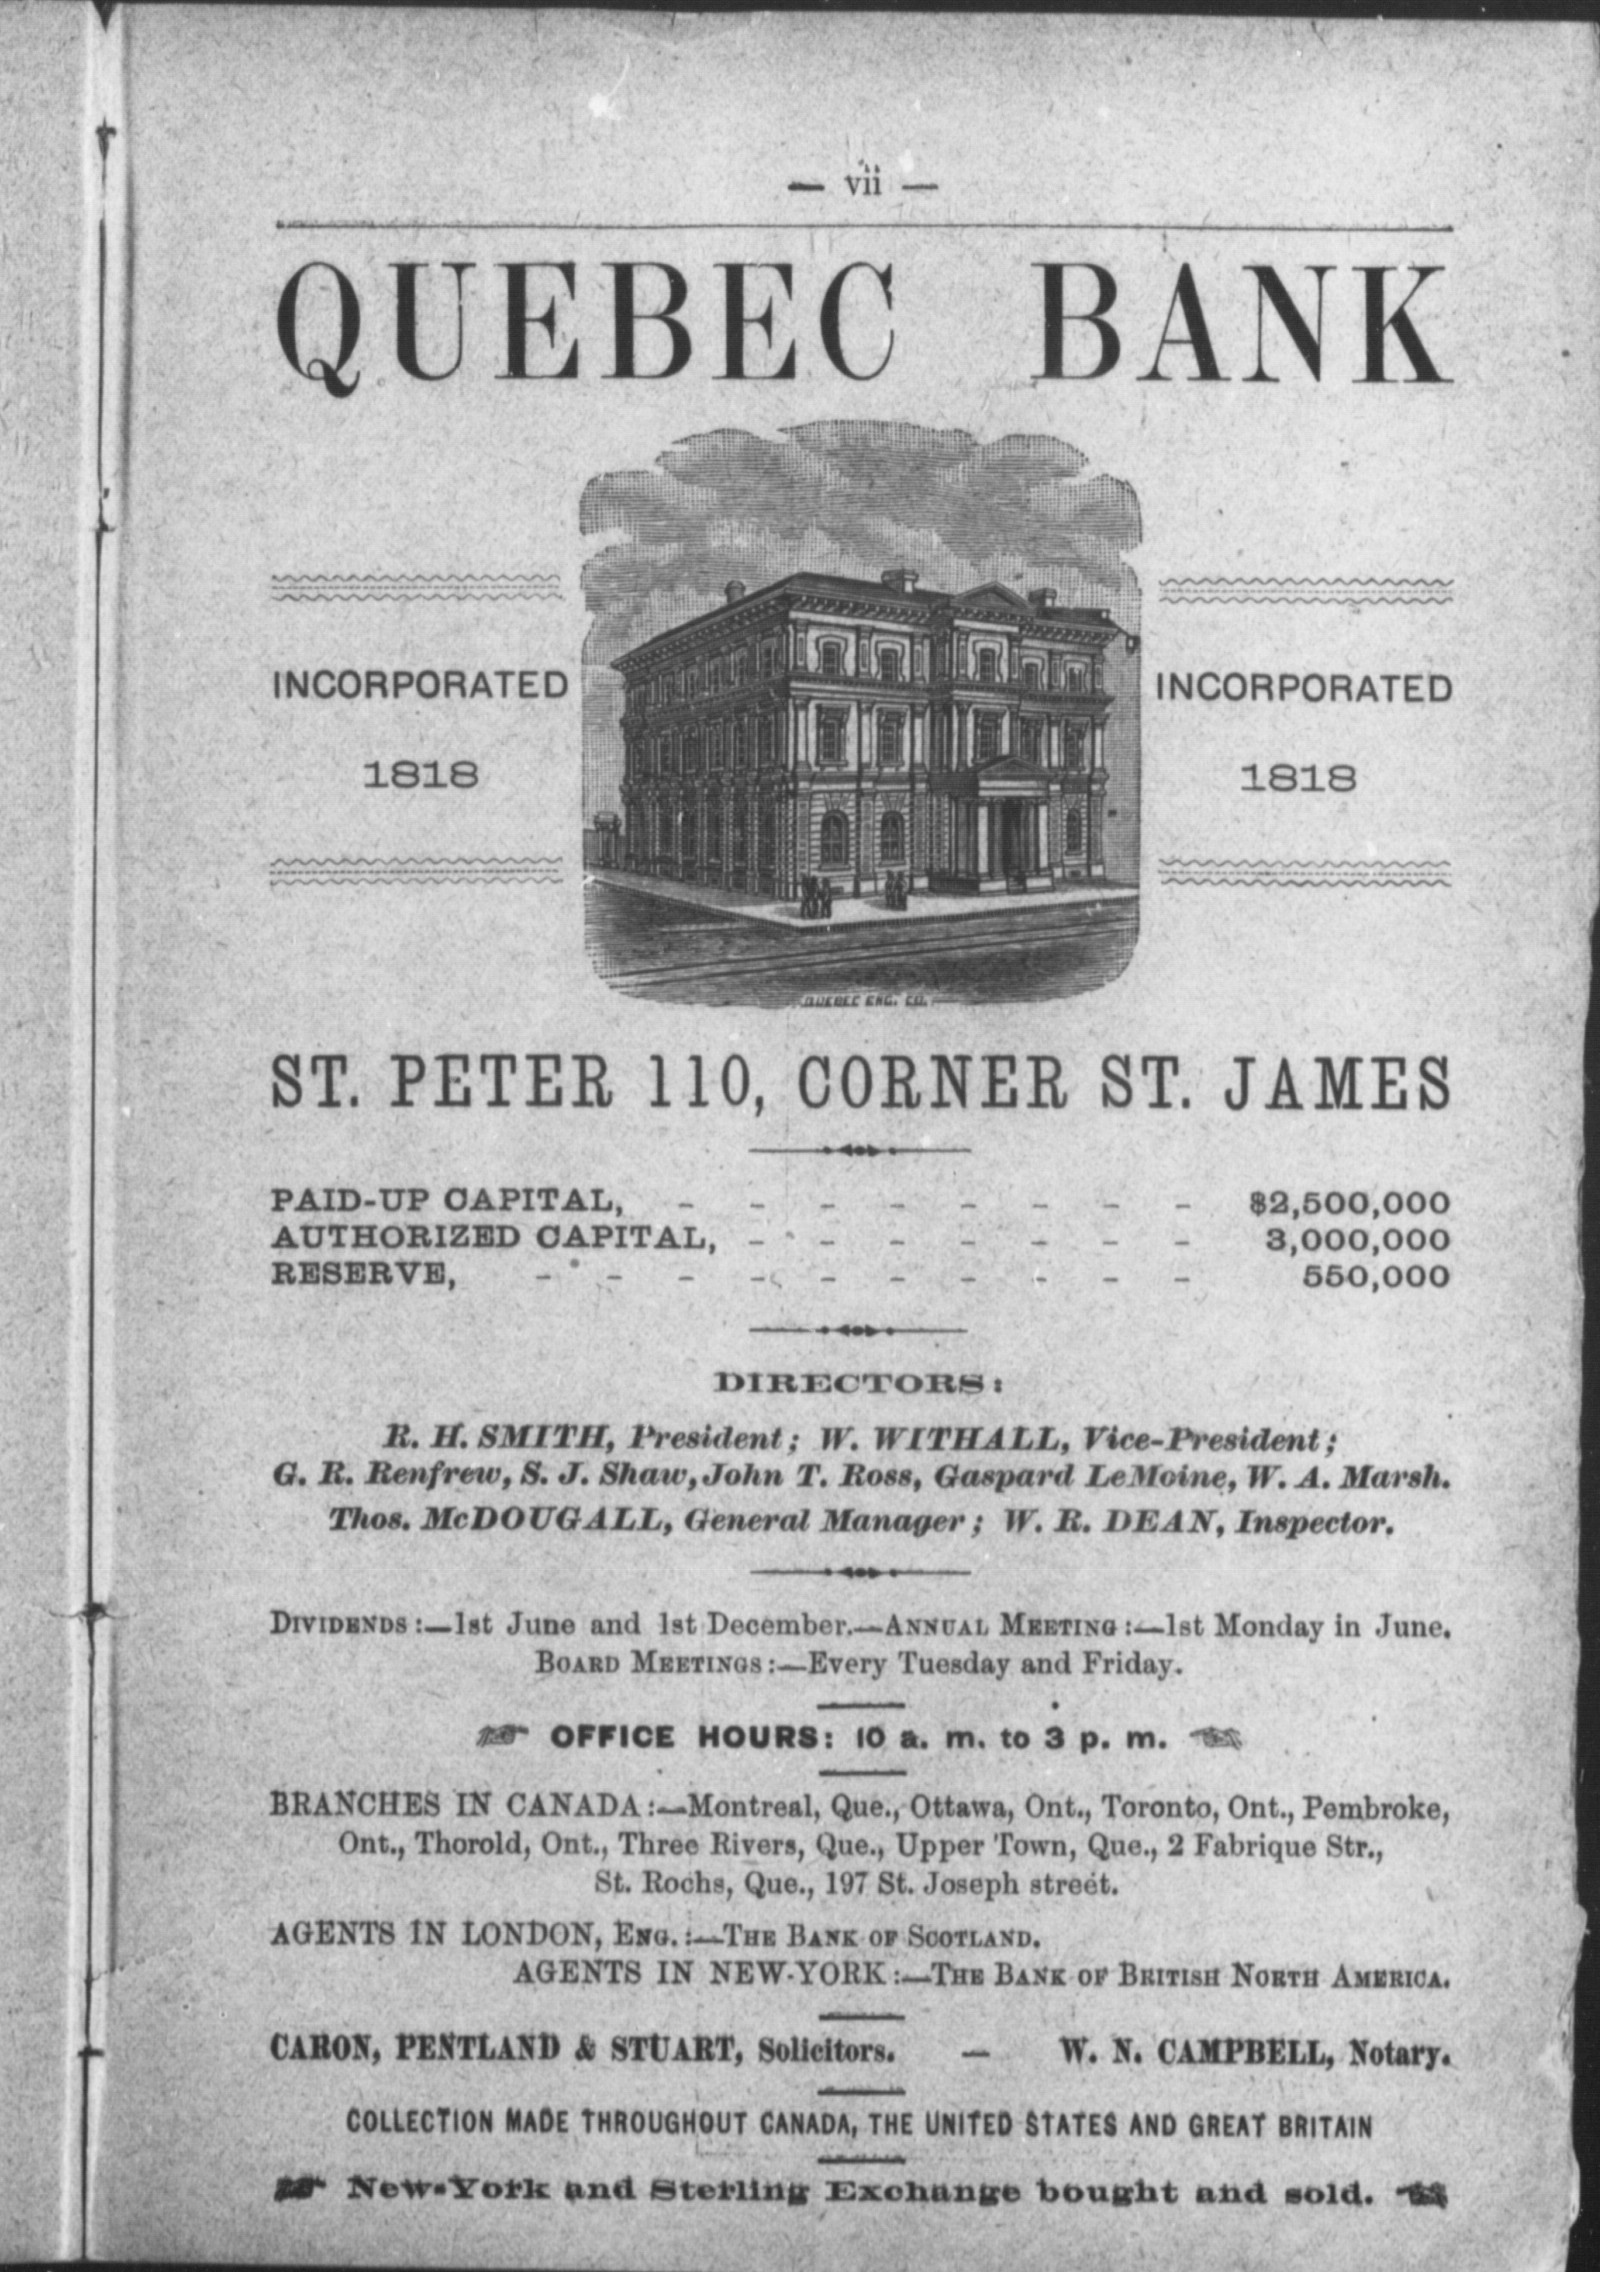 — vii —
QUEBEC BANK
INCORPORATED
1818
INCORPORATED
1818
QUEBEC ENG. CO.
ST. PETER 110, CORNER ST. JAMES
PAID-UP CAPITAL, - - - - - - - - $2,500,000
AUTHORIZED CAPITAL, - - - - - - - 3,000,000
RESERVE, - - - - - - - - - - 550,000
DIRECTORS:
R. H. SMITH, President; W. WITHALL, Vice-President;
G. R. Renfrew, S. J. Shaw, John T. Ross, Gaspard LeMoine, W. A. Marsh.
Thos. McDOUGALL, General Manager; W. R. DEAN, Inspector.
DIVIDENDS:—1st June and 1st December.—ANNUAL MEETING:—1st Monday in June.
BOARD MEETINGS:—Every Tuesday and Friday.
OFFICE HOURS: 10 a. m. to 3 p. m.
BRANCHES IN CANADA:—Montreal, Que., Ottawa, Ont., Toronto, Ont., Pembroke,
Ont., Thorold, Ont., Three Rivers, Que., Upper Town, Que., 2 Fabrique Str.,
St. Rochs, Que., 197 St. Joseph street.
AGENTS IN LONDON, ENG.:—THE BANK OF SCOTLAND.
AGENTS IN NEW-YORK:—THE BANK OF BRITISH NORTH AMERICA.
CARON, PENTLAND & STUART, Solicitors. — W. N. CAMPBELL, Notary.
COLLECTION MADE THROUGHOUT CANADA, THE UNITED STATES AND GREAT BRITAIN
New-York and Sterling Exchange bought and sold.